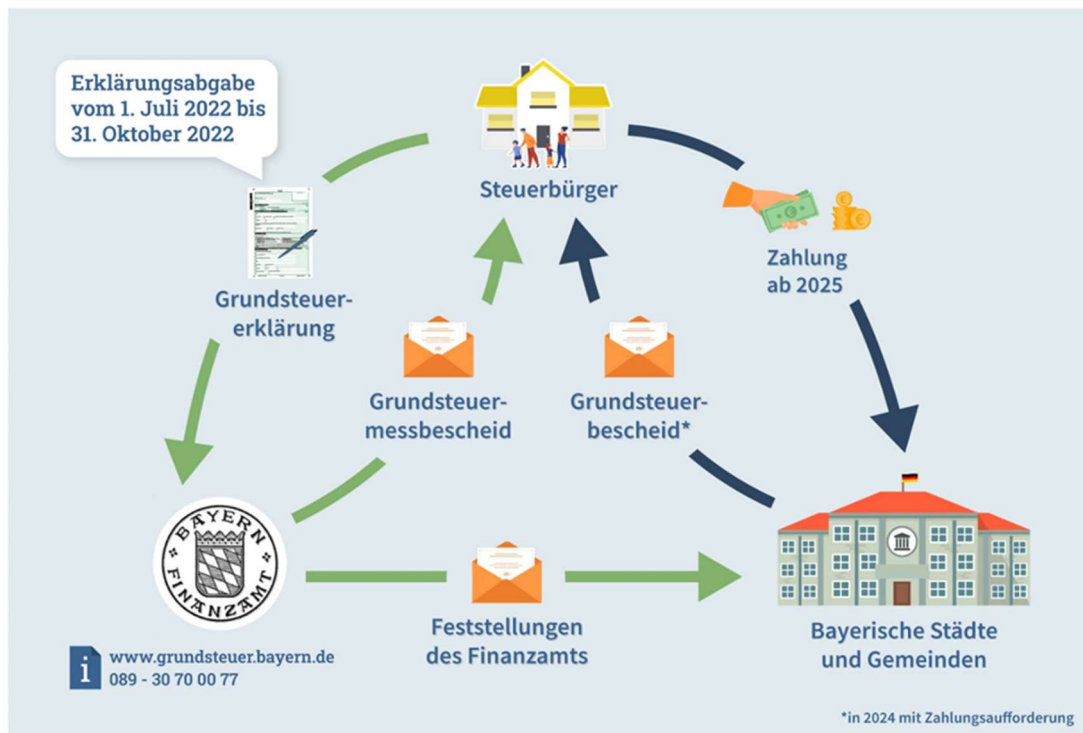 Erklärungsabgabe
vom 1. Juli 2022 bis
31. Oktober 2022
Steuerbürger
Zahlung
ab 2025
Grundsteuer-
erklärung
Grundsteuer-
messbescheid
Grundsteuer-
bescheid*
BAYERN
FINANZAMT
Feststellungen
des Finanzamts
Bayerische Städte
und Gemeinden
i
www.grundsteuer.bayern.de
089 - 30 70 00 77
*in 2024 mit Zahlungsaufforderung